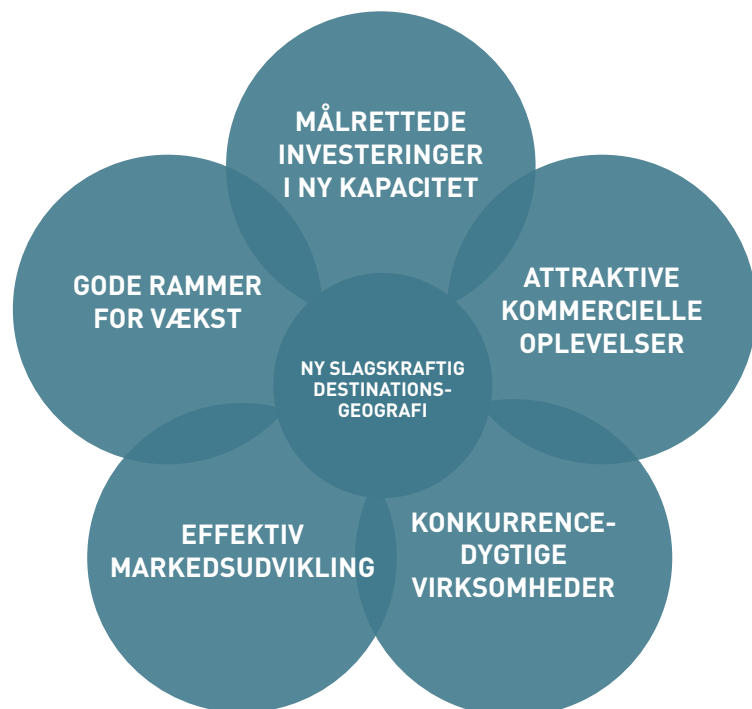 MÅLRETTEDE
INVESTERINGER
I NY KAPACITET
GODE RAMMER
FOR VÆKST
ATTRAKTIVE
KOMMERCIELLE
OPLEVELSER
NY SLAGSKRAFTIG
DESTINATIONS-
GEOGRAFI
EFFEKTIV
MARKEDSUDVIKLING
KONKURRENCE-
DYGTIGE
VIRKSOMHEDER